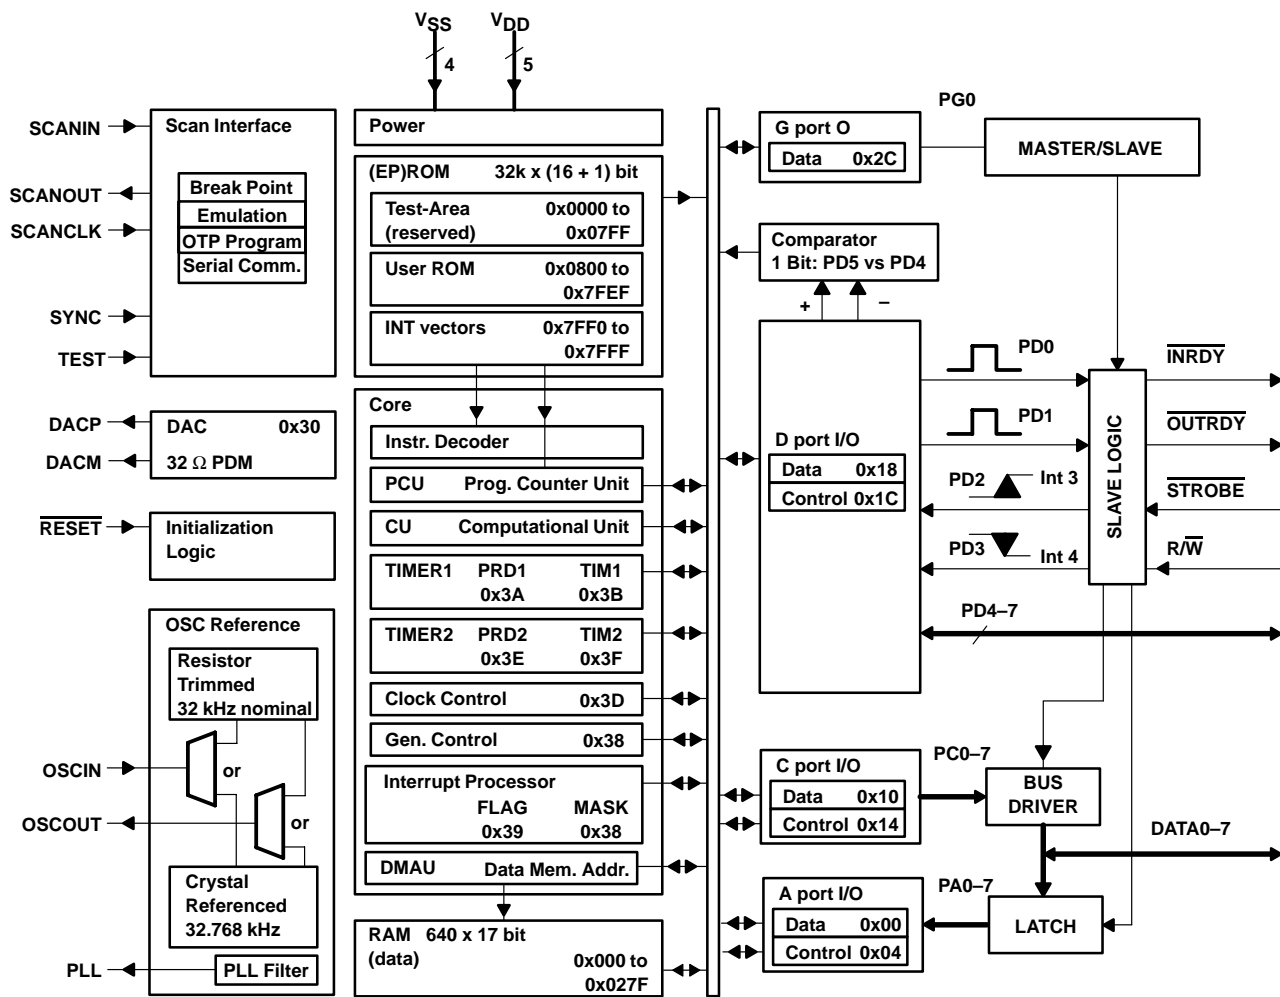 VSS
VDD
4
5
SCANIN
SCANOUT
SCANCLK
SYNC
TEST
Scan Interface
Break Point
Emulation
OTP Program
Serial Comm.
DACP
DACM
DAC 0x30
32 Ω PDM
RESET
Initialization
Logic
OSC Reference
Resistor
Trimmed
32 kHz nominal
OSCIN
or
OSCOUT
or
Crystal
Referenced
32.768 kHz
PLL
PLL Filter
Power
(EP)ROM 32k x (16 + 1) bit
Test-Area 0x0000 to
(reserved) 0x07FF
User ROM 0x0800 to
0x7FEF
INT vectors 0x7FF0 to
0x7FFF
Core
Instr. Decoder
PCU Prog. Counter Unit
CU Computational Unit
TIMER1 PRD1 TIM1
0x3A 0x3B
TIMER2 PRD2 TIM2
0x3E 0x3F
Clock Control 0x3D
Gen. Control 0x38
Interrupt Processor
FLAG MASK
0x39 0x38
DMAU Data Mem. Addr.
RAM 640 x 17 bit
(data) 0x000 to
0x027F
G port O
Data 0x2C
PG0
MASTER/SLAVE
Comparator
1 Bit: PD5 vs PD4
+ –
D port I/O
Data 0x18
Control 0x1C
PD0
PD1
PD2 Int 3
PD3 Int 4
PD4–7
SLAVE LOGIC
INRDY
OUTRDY
STROBE
R/W
C port I/O
Data 0x10
Control 0x14
PC0–7
BUS
DRIVER
DATA0–7
A port I/O
Data 0x00
Control 0x04
PA0–7
LATCH